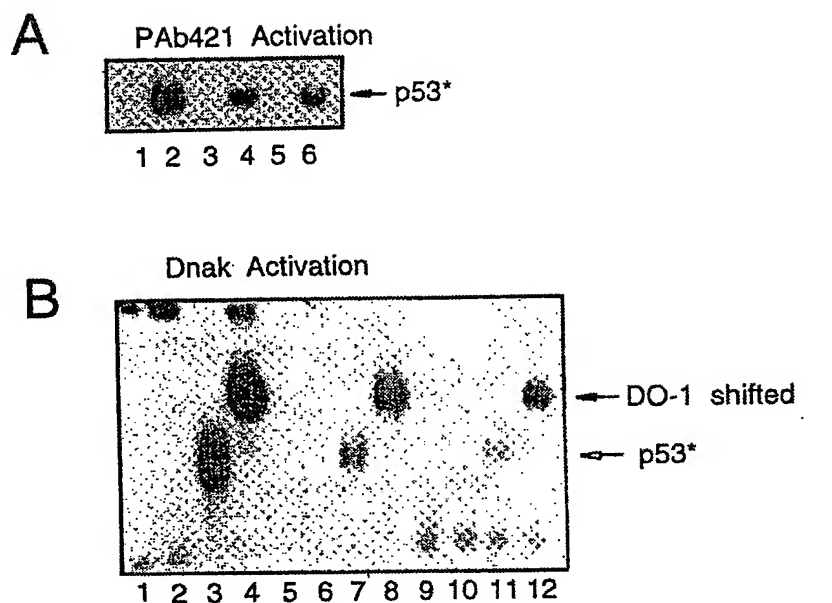 A
PAb421 Activation
p53*
1 2 3 4 5 6
Dnak Activation
B
DO-1 shifted
p53*
1 2 3 4 5 6 7 8 9 10 11 12